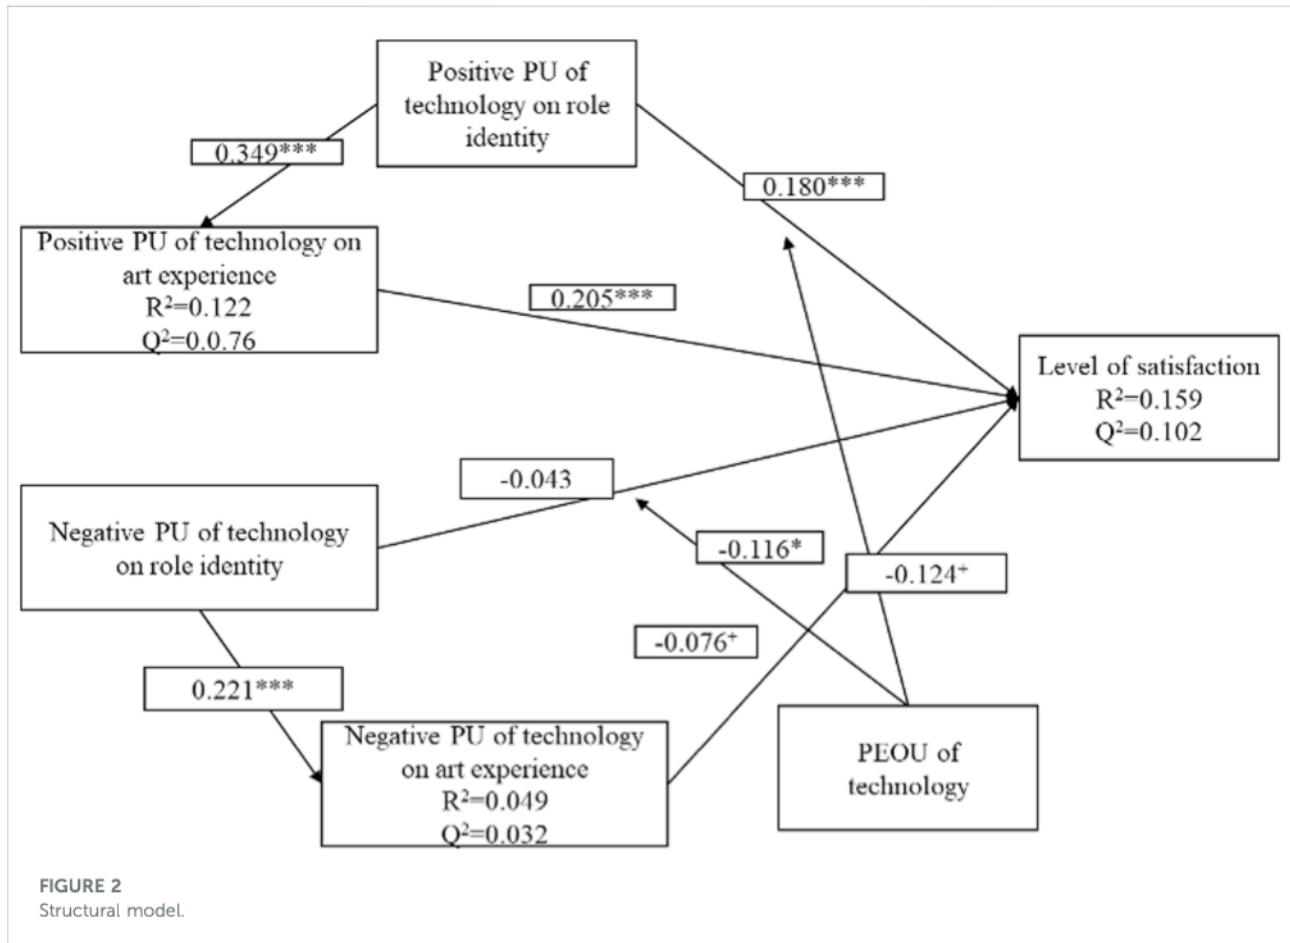 Positive PU of
technology on role
identity
0.349***
0.180***
Positive PU of technology on
art experience
R²=0.122
Q²=0.0.76
0.205***
Level of satisfaction
R²=0.159
Q²=0.102
-0.043
Negative PU of technology
on role identity
-0.116*
-0.124⁺
-0.076⁺
0.221***
Negative PU of technology
on art experience
R²=0.049
Q²=0.032
PEOU of
technology
FIGURE 2
Structural model.